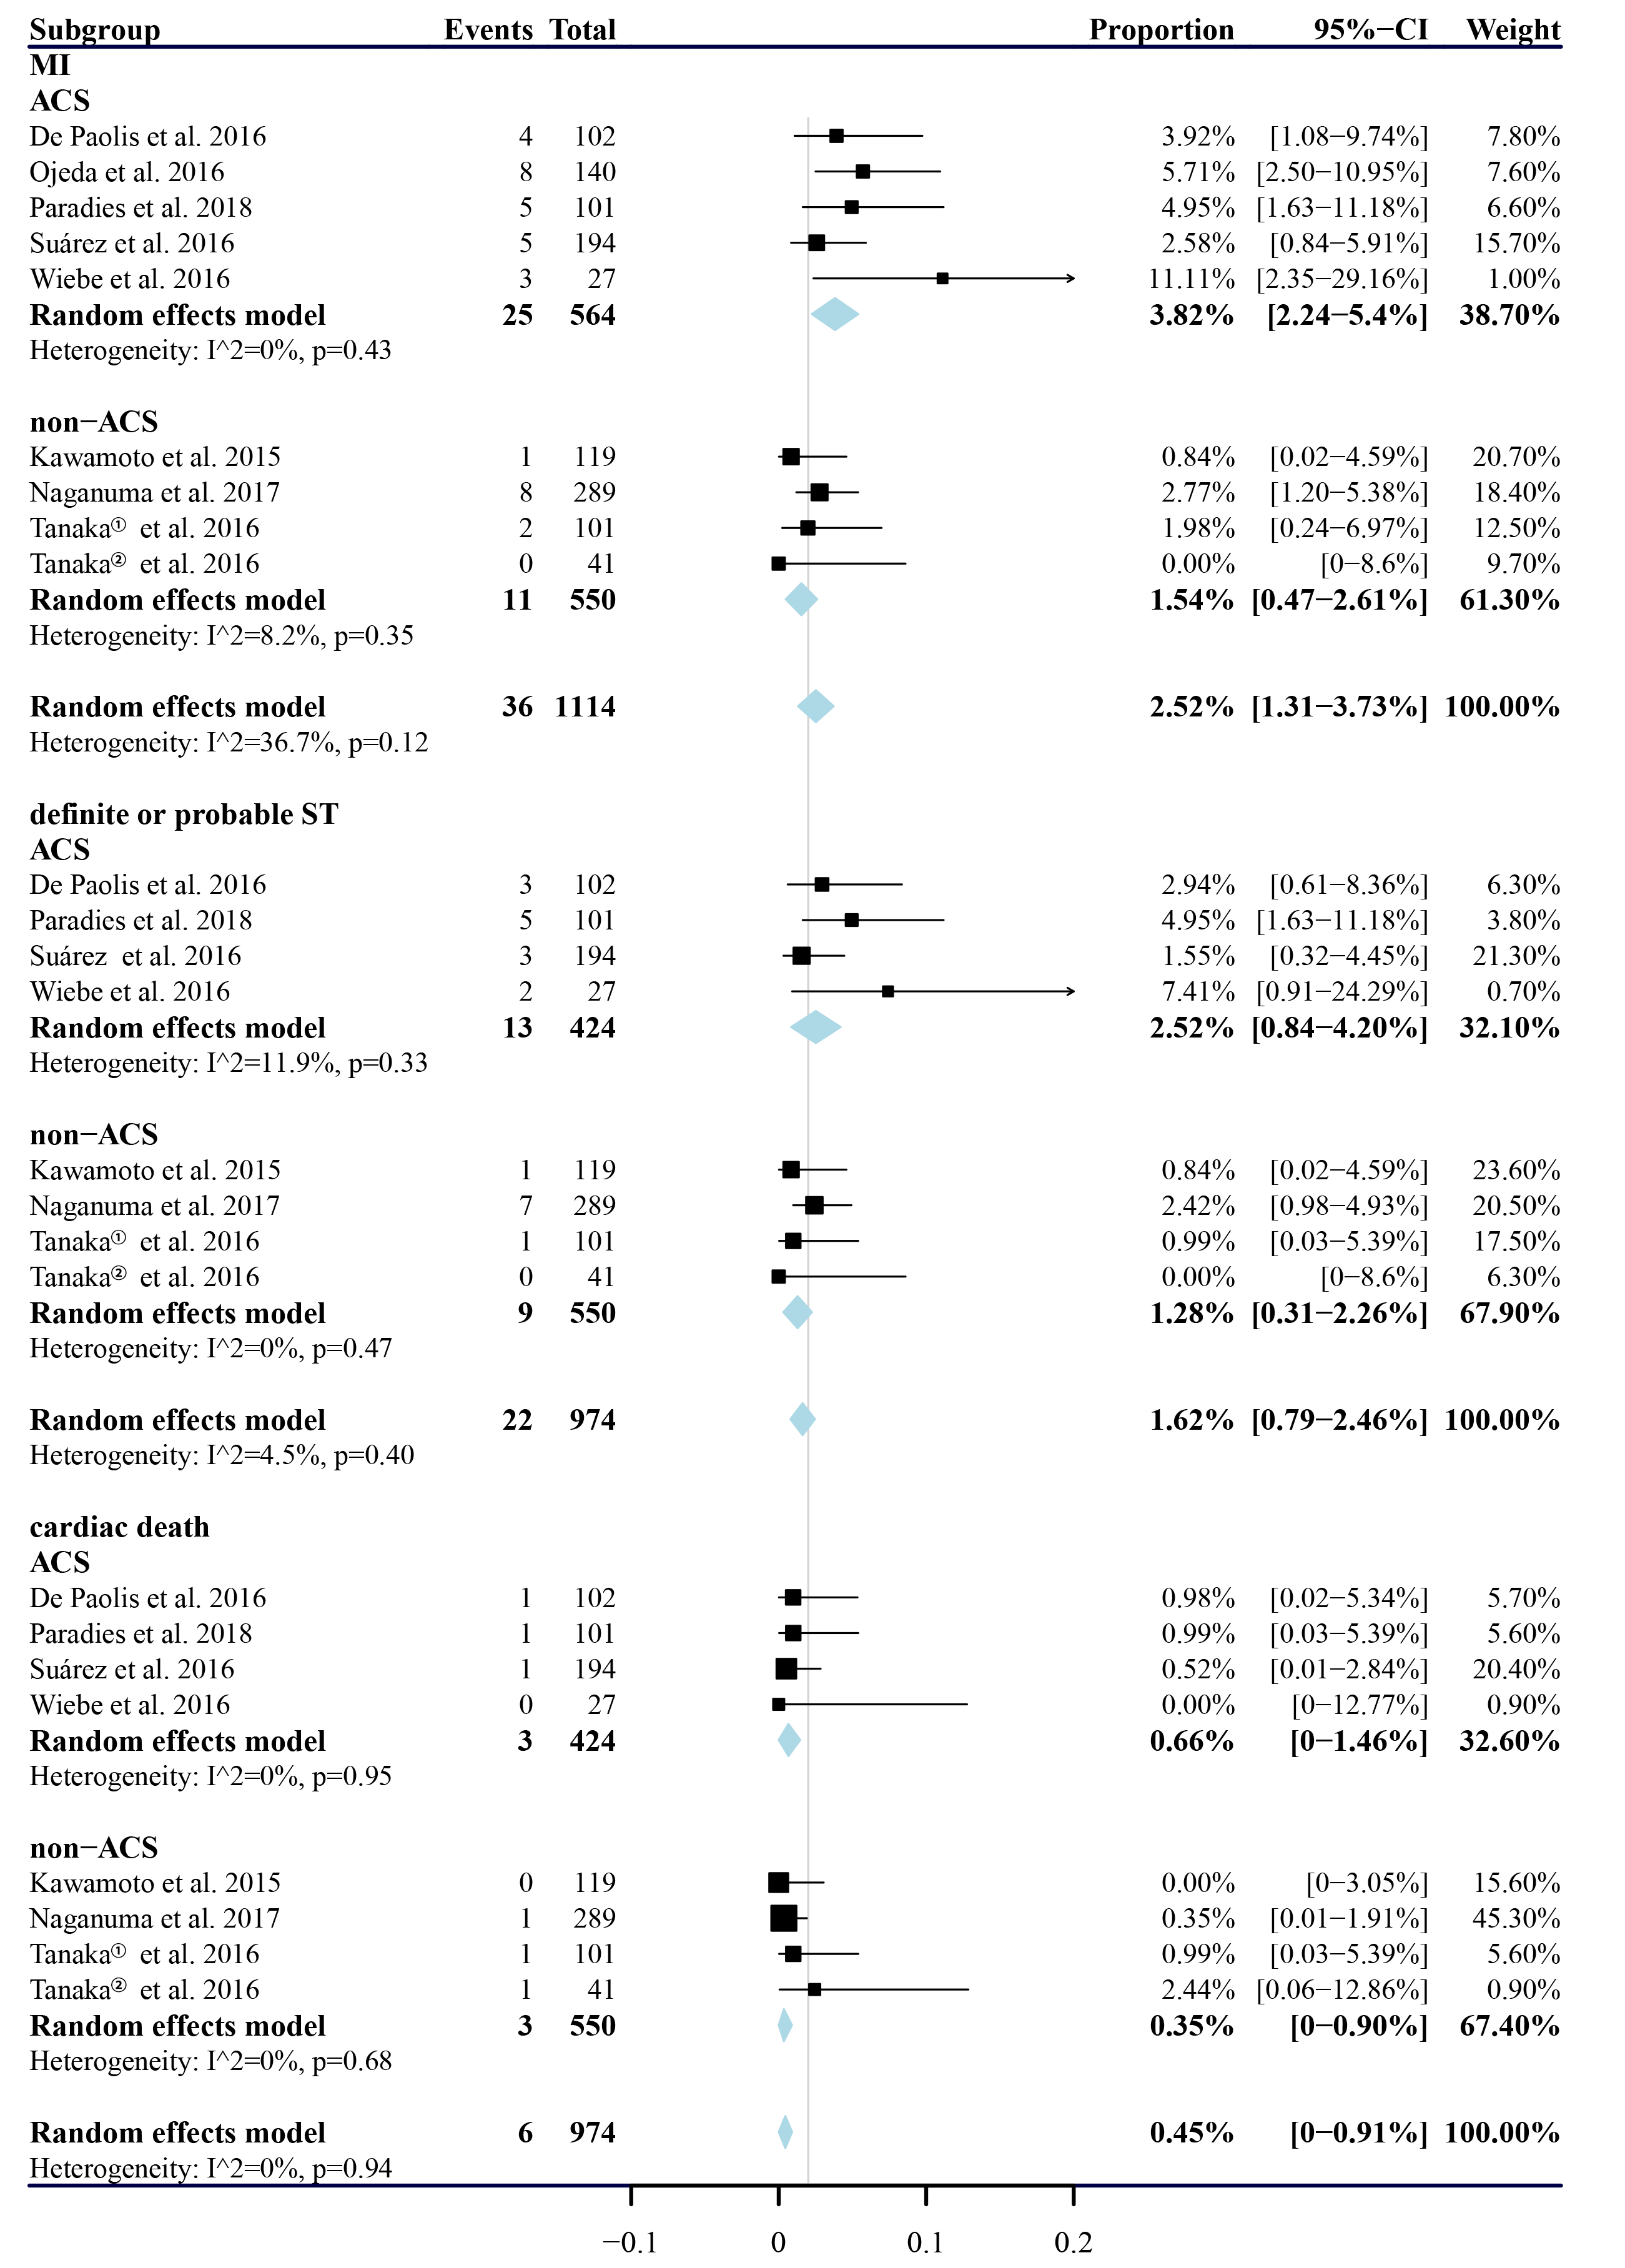 Subgroup Events Total Proportion 95%−CI Weight
MI
ACS
De Paolis et al. 2016 4 102 3.92% [1.08−9.74%] 7.80%
Ojeda et al. 2016 8 140 5.71% [2.50−10.95%] 7.60%
Paradies et al. 2018 5 101 4.95% [1.63−11.18%] 6.60%
Suárez et al. 2016 5 194 2.58% [0.84−5.91%] 15.70%
Wiebe et al. 2016 3 27 11.11% [2.35−29.16%] 1.00%
Random effects model 25 564 3.82% [2.24−5.4%] 38.70%
Heterogeneity: I^2=0%, p=0.43
non−ACS
Kawamoto et al. 2015 1 119 0.84% [0.02−4.59%] 20.70%
Naganuma et al. 2017 8 289 2.77% [1.20−5.38%] 18.40%
Tanaka① et al. 2016 2 101 1.98% [0.24−6.97%] 12.50%
Tanaka② et al. 2016 0 41 0.00% [0−8.6%] 9.70%
Random effects model 11 550 1.54% [0.47−2.61%] 61.30%
Heterogeneity: I^2=8.2%, p=0.35
Random effects model 36 1114 2.52% [1.31−3.73%] 100.00%
Heterogeneity: I^2=36.7%, p=0.12
definite or probable ST
ACS
De Paolis et al. 2016 3 102 2.94% [0.61−8.36%] 6.30%
Paradies et al. 2018 5 101 4.95% [1.63−11.18%] 3.80%
Suárez et al. 2016 3 194 1.55% [0.32−4.45%] 21.30%
Wiebe et al. 2016 2 27 7.41% [0.91−24.29%] 0.70%
Random effects model 13 424 2.52% [0.84−4.20%] 32.10%
Heterogeneity: I^2=11.9%, p=0.33
non−ACS
Kawamoto et al. 2015 1 119 0.84% [0.02−4.59%] 23.60%
Naganuma et al. 2017 7 289 2.42% [0.98−4.93%] 20.50%
Tanaka① et al. 2016 1 101 0.99% [0.03−5.39%] 17.50%
Tanaka② et al. 2016 0 41 0.00% [0−8.6%] 6.30%
Random effects model 9 550 1.28% [0.31−2.26%] 67.90%
Heterogeneity: I^2=0%, p=0.47
Random effects model 22 974 1.62% [0.79−2.46%] 100.00%
Heterogeneity: I^2=4.5%, p=0.40
cardiac death
ACS
De Paolis et al. 2016 1 102 0.98% [0.02−5.34%] 5.70%
Paradies et al. 2018 1 101 0.99% [0.03−5.39%] 5.60%
Suárez et al. 2016 1 194 0.52% [0.01−2.84%] 20.40%
Wiebe et al. 2016 0 27 0.00% [0−12.77%] 0.90%
Random effects model 3 424 0.66% [0−1.46%] 32.60%
Heterogeneity: I^2=0%, p=0.95
non−ACS
Kawamoto et al. 2015 0 119 0.00% [0−3.05%] 15.60%
Naganuma et al. 2017 1 289 0.35% [0.01−1.91%] 45.30%
Tanaka① et al. 2016 1 101 0.99% [0.03−5.39%] 5.60%
Tanaka② et al. 2016 1 41 2.44% [0.06−12.86%] 0.90%
Random effects model 3 550 0.35% [0−0.90%] 67.40%
Heterogeneity: I^2=0%, p=0.68
Random effects model 6 974 0.45% [0−0.91%] 100.00%
Heterogeneity: I^2=0%, p=0.94
−0.1 0 0.1 0.2